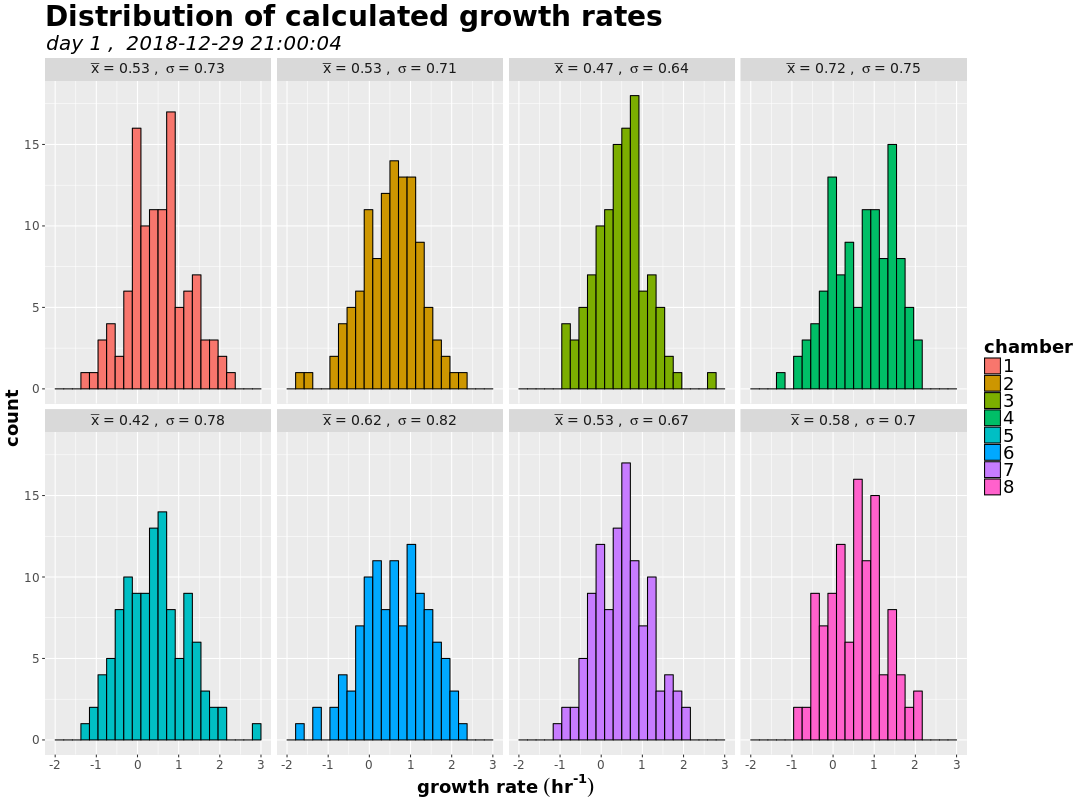 Distribution of calculated growth rates
day 1 , 2018-12-29 21:00:04
x̅ = 0.53 , σ = 0.73
x̅ = 0.53 , σ = 0.71
x̅ = 0.47 , σ = 0.64
x̅ = 0.72 , σ = 0.75
15
10
5
0
x̅ = 0.42 , σ = 0.78
x̅ = 0.62 , σ = 0.82
x̅ = 0.53 , σ = 0.67
x̅ = 0.58 , σ = 0.7
15
10
5
0
count
-2 -1 0 1 2 3
-2 -1 0 1 2 3
-2 -1 0 1 2 3
-2 -1 0 1 2 3
growth rate (hr⁻¹)
chamber
1
2
3
4
5
6
7
8